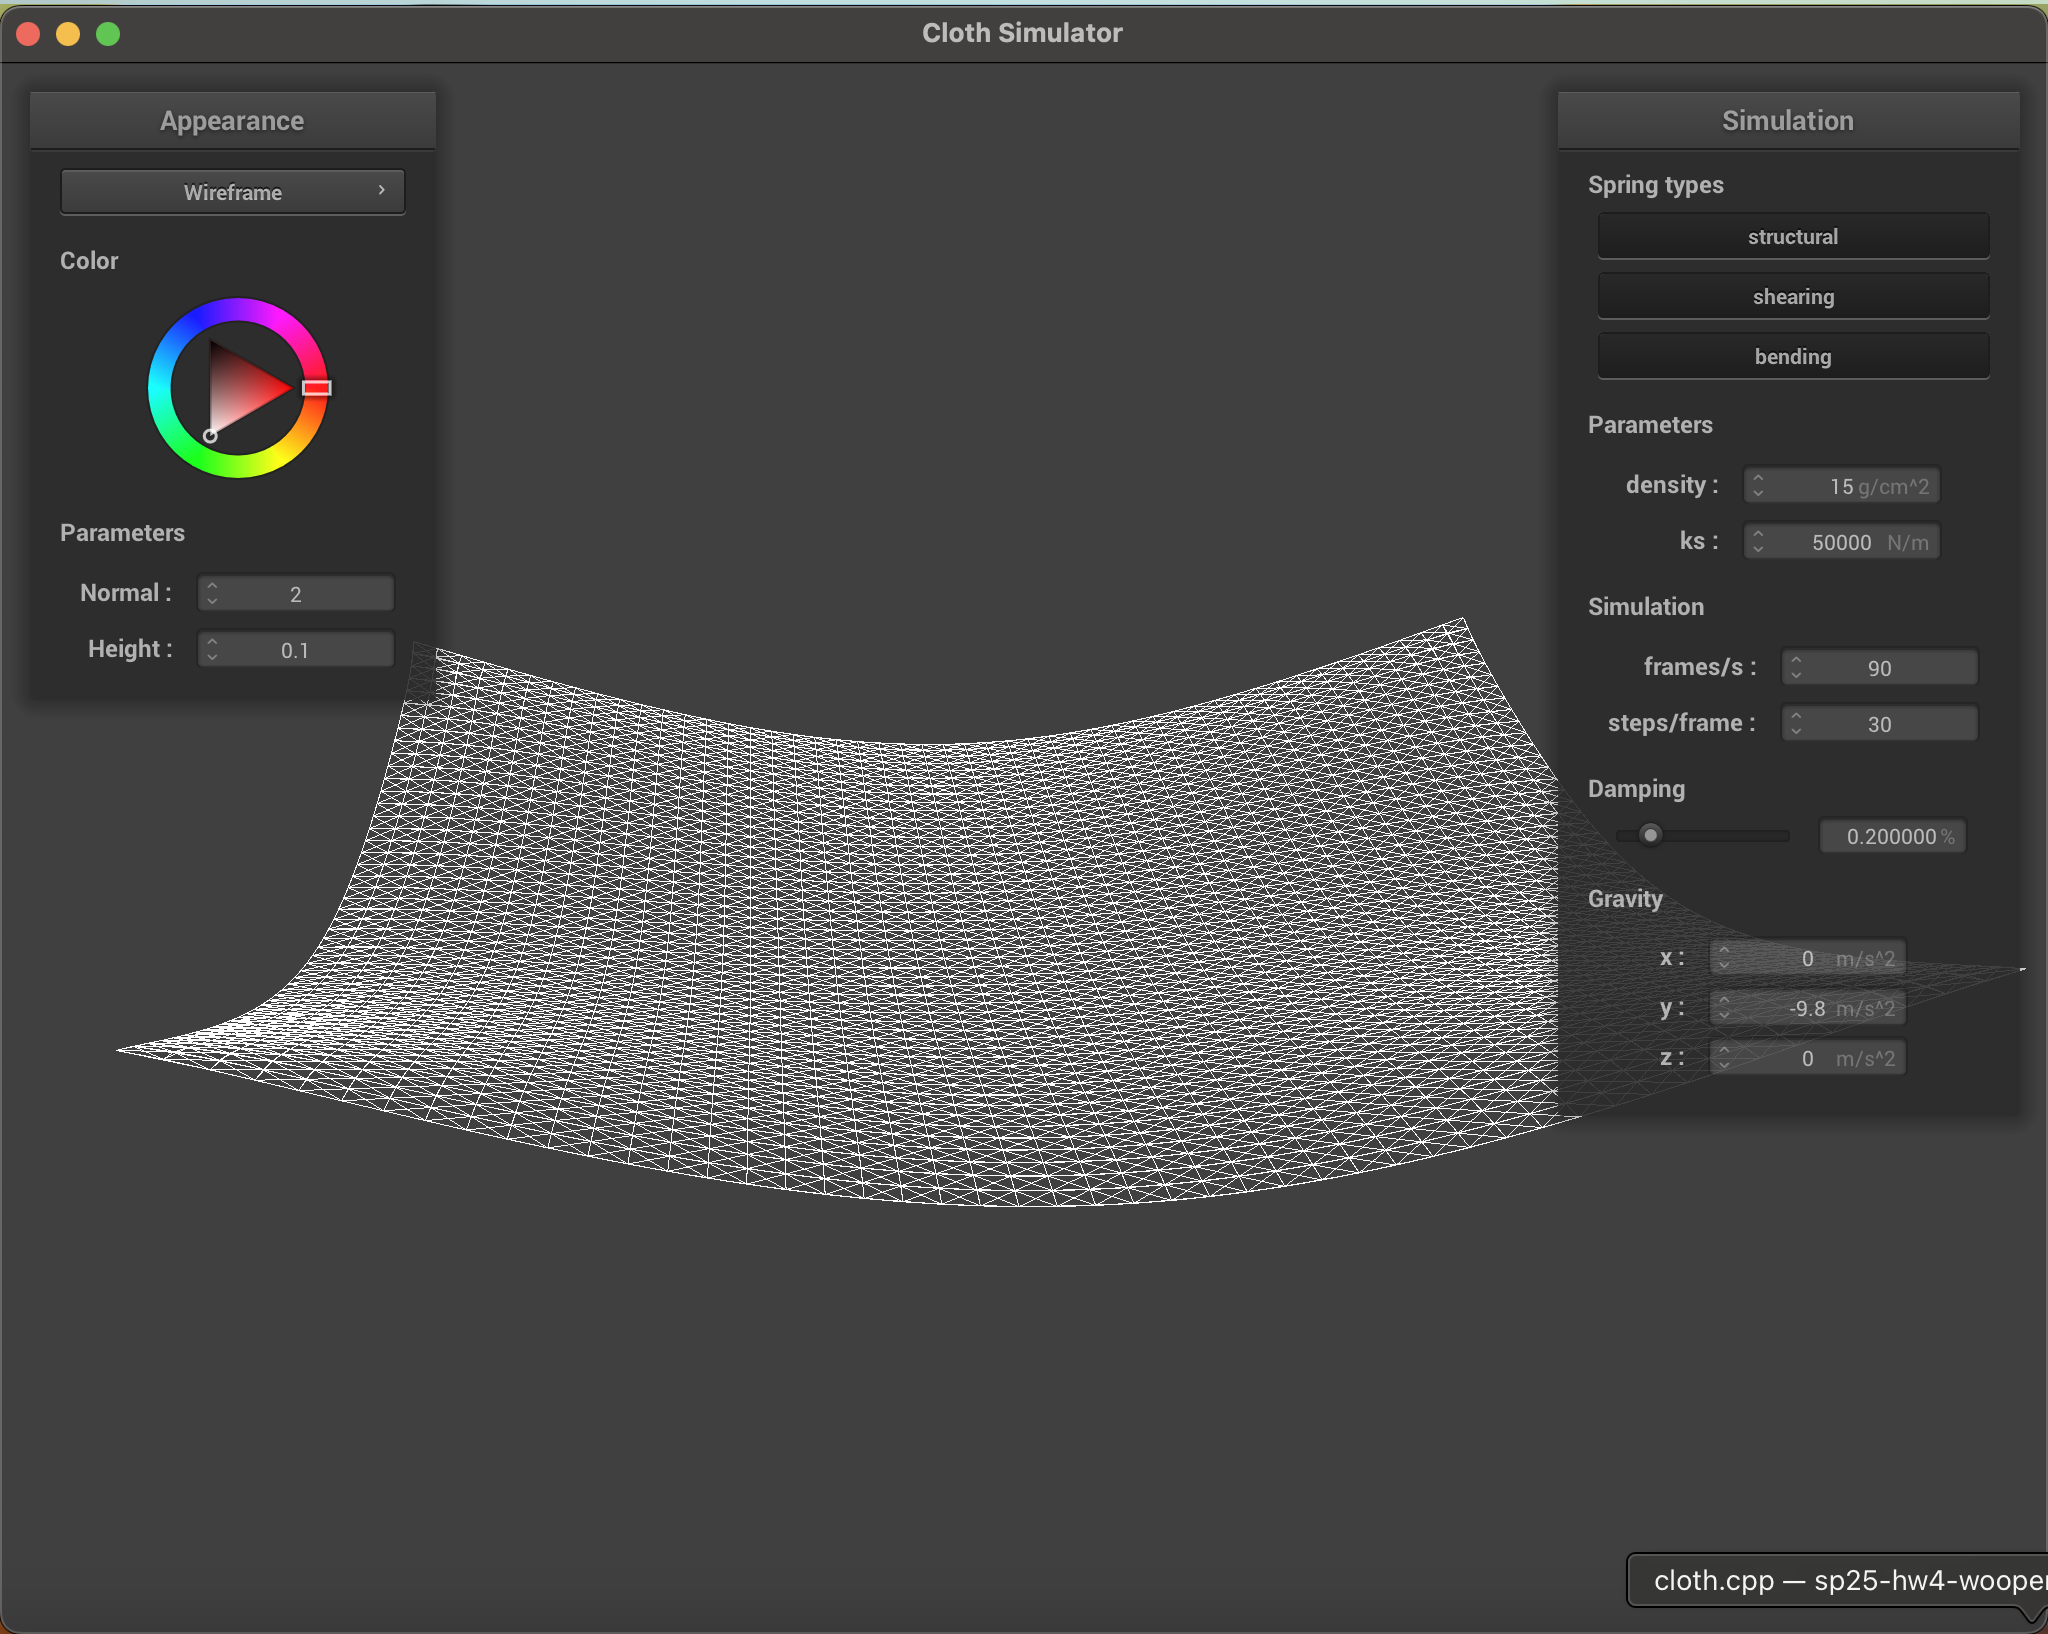 Cloth Simulator
Appearance
Wireframe
Color
Parameters
Normal : 2
Height : 0.1
Simulation
Spring types
structural
shearing
bending
Parameters
density : 15 g/cm^2
ks : 50000 N/m
Simulation
frames/s : 90
steps/frame : 30
Damping
0.200000 %
Gravity
x : 0 m/s^2
y : -9.8 m/s^2
z : 0 m/s^2
cloth.cpp — sp25-hw4-wooper